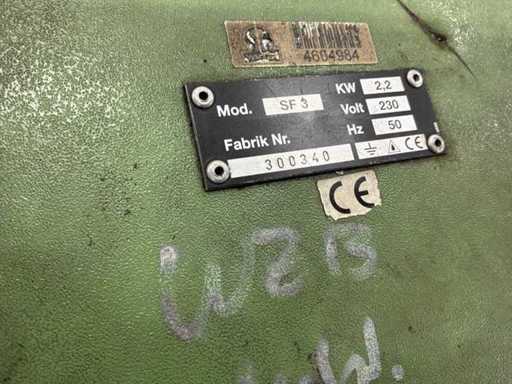 4604984
Mod. SF 3 KW 2,2
Volt 230
Hz 50
Fabrik Nr.
300340 CE
CE
WZB